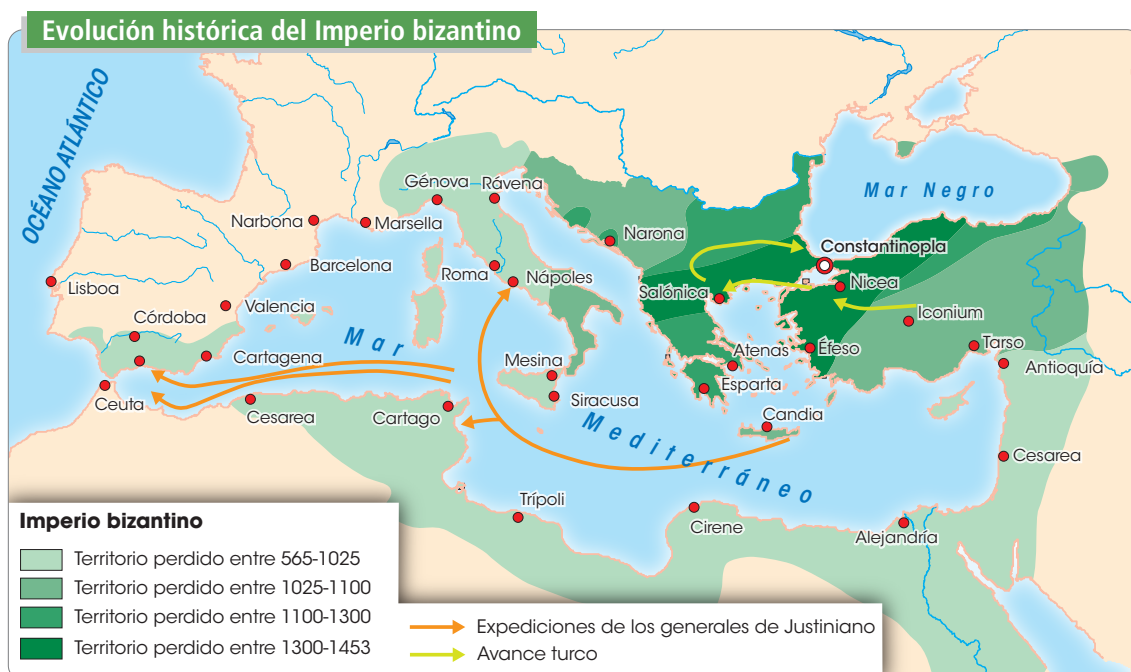 Evolución histórica del Imperio bizantino
OCÉANO ATLÁNTICO
Mar Negro
Génova
Rávena
Narbona
Marsella
Narona
Constantinopla
Barcelona
Roma
Nápoles
Nicea
Lisboa
Salónica
Valencia
Iconium
Córdoba
Mar
Cartagena
Mesina
Atenas
Éfeso
Tarso
Antioquía
Ceuta
Esparta
Siracusa
Cesarea
Cartago
Candia
Mediterráneo
Cesarea
Trípoli
Cirene
Alejandría
Imperio bizantino
Territorio perdido entre 565-1025
Territorio perdido entre 1025-1100
Territorio perdido entre 1100-1300
Territorio perdido entre 1300-1453
Expediciones de los generales de Justiniano
Avance turco